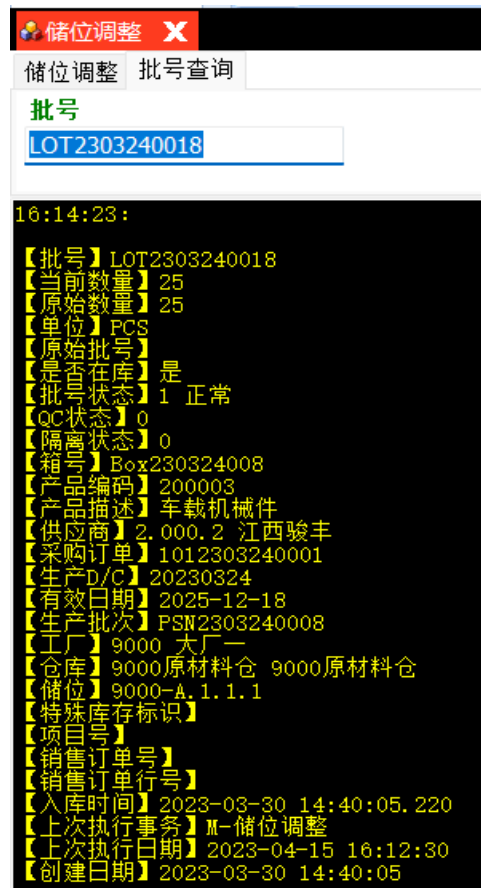 储位调整 X
储位调整 批号查询
批号
LOT2303240018
16:14:23:
【批号】LOT2303240018
【当前数量】25
【原始数量】25
【单位】PCS
【原始批号】
【是否在库】是
【批号状态】1 正常
【QC状态】0
【隔离状态】0
【箱号】Box230324008
【产品编码】200003
【产品描述】车载机械件
【供应商】2.000.2 江西骏丰
【采购订单】1012303240001
【生产D/C】20230324
【有效日期】2025-12-18
【生产批次】PSN2303240008
【工厂】9000 大厂一
【仓库】9000原材料仓 9000原材料仓
【储位】9000-A.1.1.1
【特殊库存标识】
【项目号】
【销售订单号】
【销售订单行号】
【入库时间】2023-03-30 14:40:05.220
【上次执行事务】M-储位调整
【上次执行日期】2023-04-15 16:12:30
【创建日期】2023-03-30 14:40:05